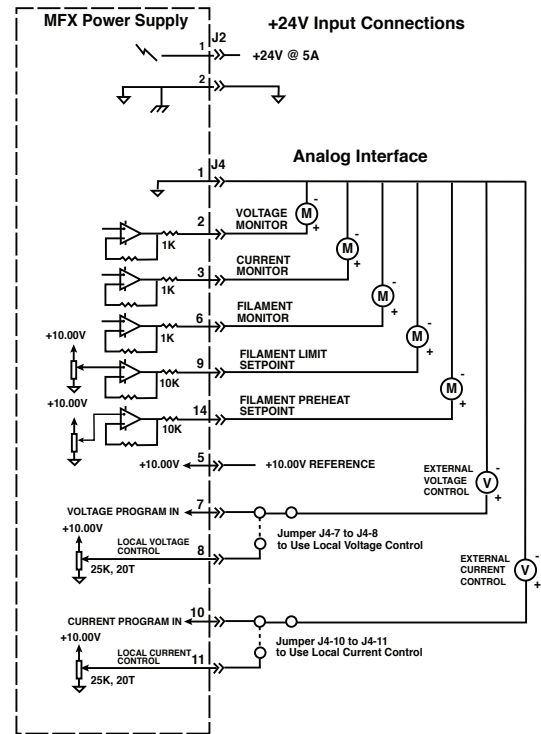 MFX Power Supply
+24V Input Connections
J2
1
+24V @ 5A
2
Analog Interface
J4
1
2
VOLTAGE
MONITOR
M
-
+
1K
3
CURRENT
MONITOR
M
-
+
1K
6
FILAMENT
MONITOR
M
-
+
1K
+10.00V
9
FILAMENT LIMIT
SETPOINT
M
-
+
10K
+10.00V
14
FILAMENT PREHEAT
SETPOINT
M
-
+
10K
+10.00V
5
+10.00V REFERENCE
EXTERNAL
VOLTAGE
CONTROL
V
-
+
VOLTAGE PROGRAM IN
7
+10.00V
LOCAL VOLTAGE
CONTROL
8
25K, 20T
Jumper J4-7 to J4-8
to Use Local Voltage Control
EXTERNAL
CURRENT
CONTROL
V
-
+
CURRENT PROGRAM IN
10
+10.00V
LOCAL CURRENT
CONTROL
11
25K, 20T
Jumper J4-10 to J4-11
to Use Local Current Control